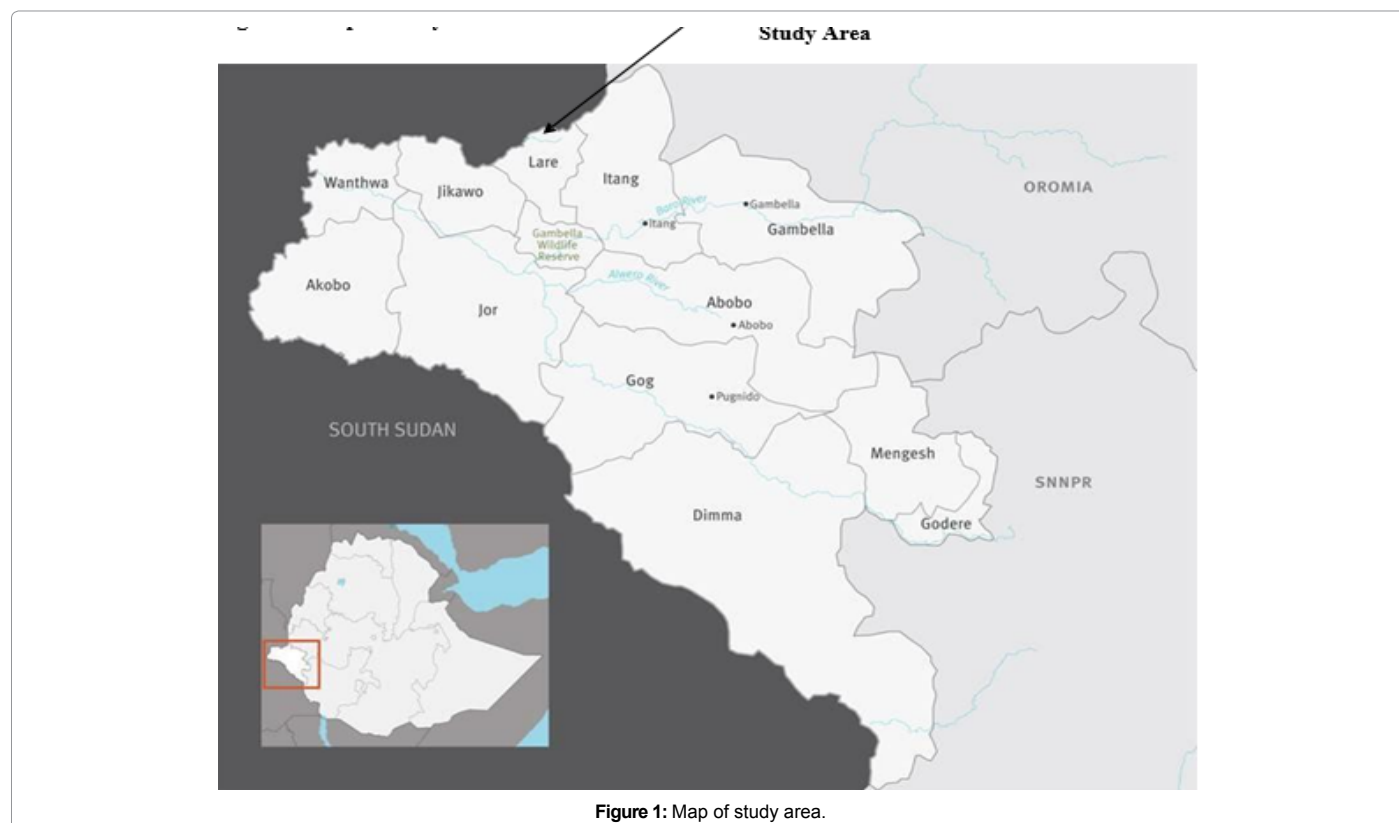 Study Area
Lare
Wanthwa
Jikawo
Itang
OROMIA
Baro River
Gambella
Itang
Gambella
Gambella
Wildlife
Reserve
Alwero River
Akobo
Jor
Abobo
Abobo
Gog
Pugnido
SOUTH SUDAN
Mengesh
SNNPR
Dimma
Godere
Figure 1: Map of study area.